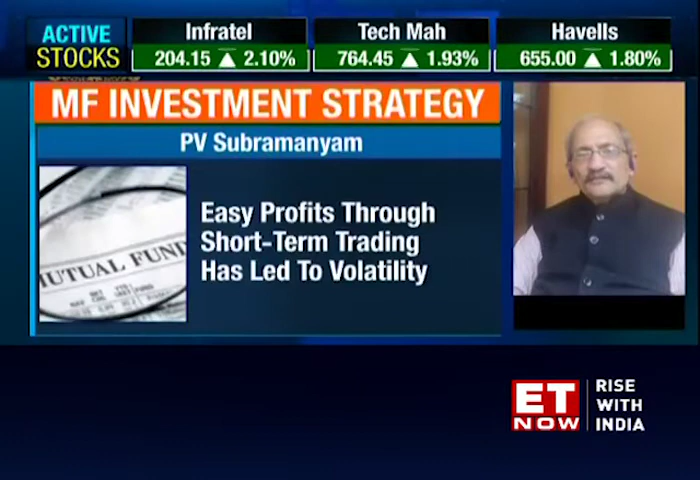 ACTIVE
STOCKS
Infratel
204.15 ▲ 2.10%
Tech Mah
764.45 ▲ 1.93%
Havells
655.00 ▲ 1.80%
MF INVESTMENT STRATEGY
PV Subramanyam
MUTUAL FUND
Easy Profits Through
Short-Term Trading
Has Led To Volatility
ET
NOW
RISE
WITH
INDIA